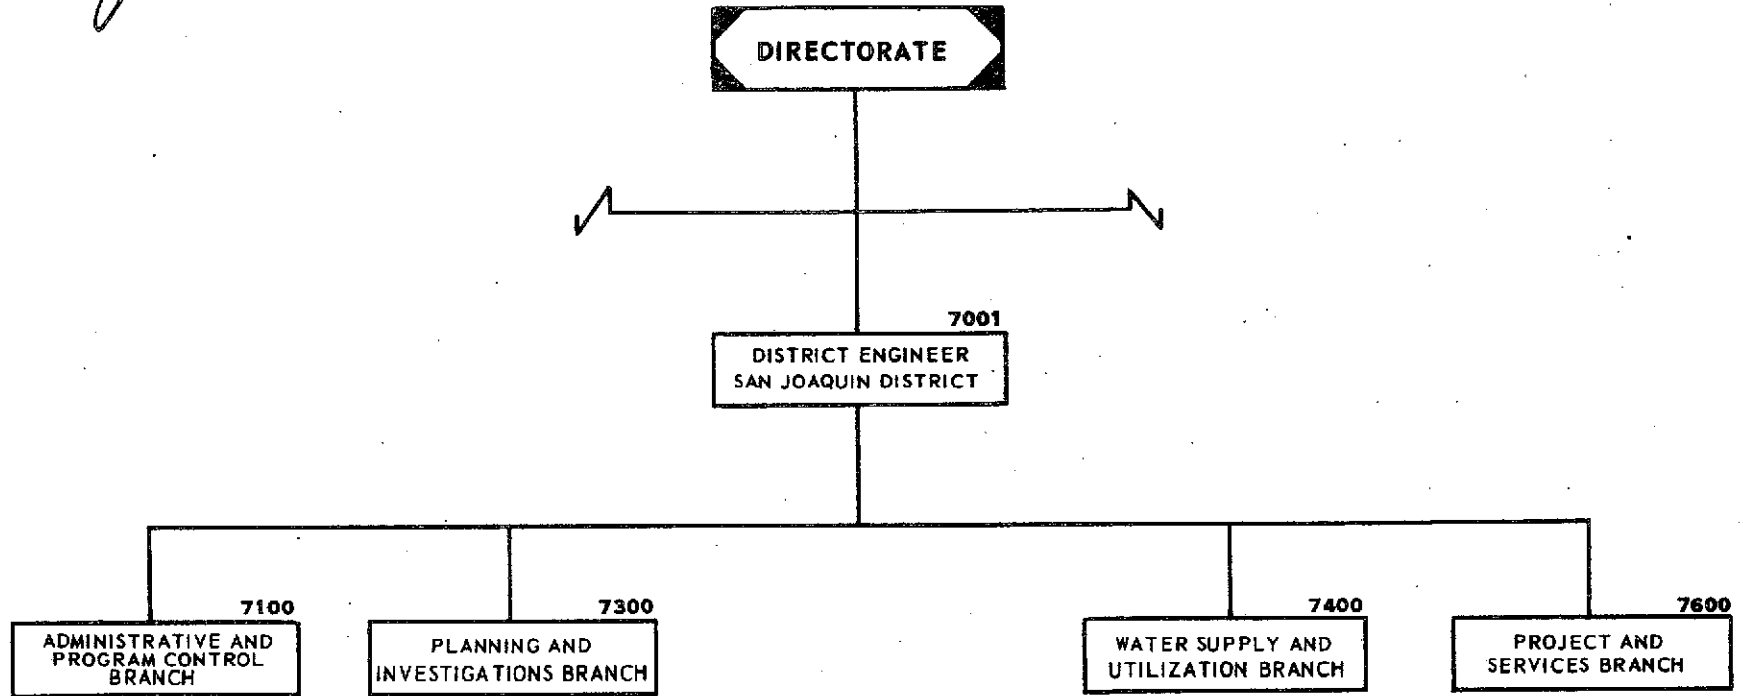 DIRECTORATE
7001
DISTRICT ENGINEER
SAN JOAQUIN DISTRICT
7100
ADMINISTRATIVE AND
PROGRAM CONTROL
BRANCH
7300
PLANNING AND
INVESTIGATIONS BRANCH
7400
WATER SUPPLY AND
UTILIZATION BRANCH
7600
PROJECT AND
SERVICES BRANCH